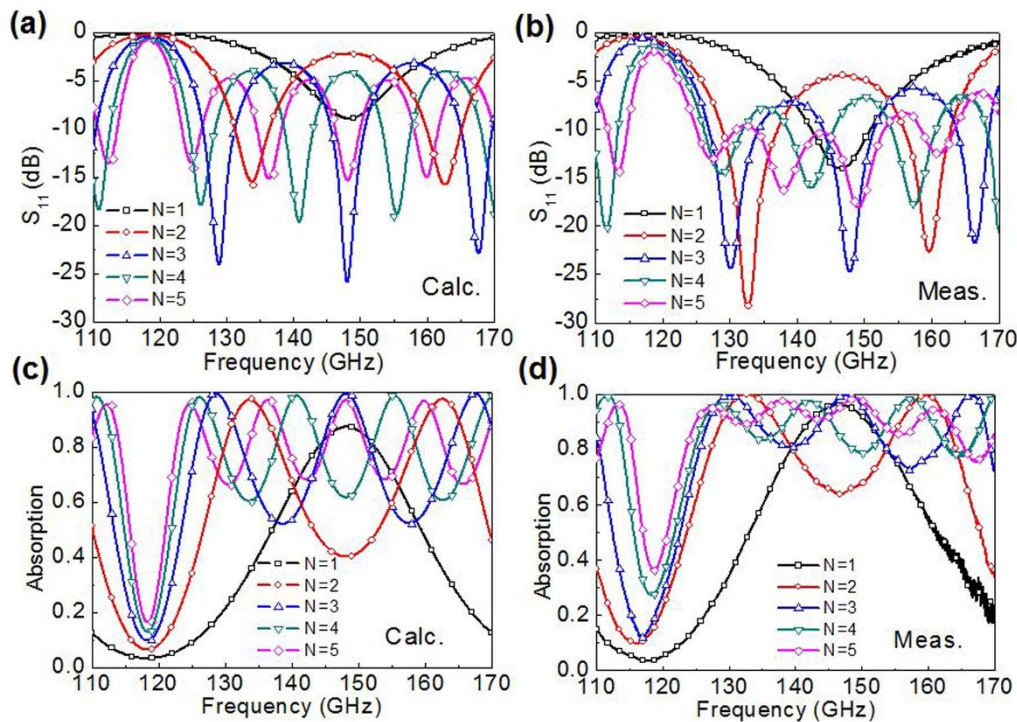 (a)
0
-5
-10
-15
-20
-25
-30
S11 (dB)
N=1
N=2
N=3
N=4
N=5
Calc.
110 120 130 140 150 160 170
Frequency (GHz)
(b)
0
-5
-10
-15
-20
-25
-30
S11 (dB)
N=1
N=2
N=3
N=4
N=5
Meas.
110 120 130 140 150 160 170
Frequency (GHz)
(c)
1.0
0.8
0.6
0.4
0.2
0.0
Absorption
N=1
N=2
N=3
N=4
N=5
Calc.
110 120 130 140 150 160 170
Frequency (GHz)
(d)
1.0
0.8
0.6
0.4
0.2
0.0
Absorption
N=1
N=2
N=3
N=4
N=5
Meas.
110 120 130 140 150 160 170
Frequency (GHz)